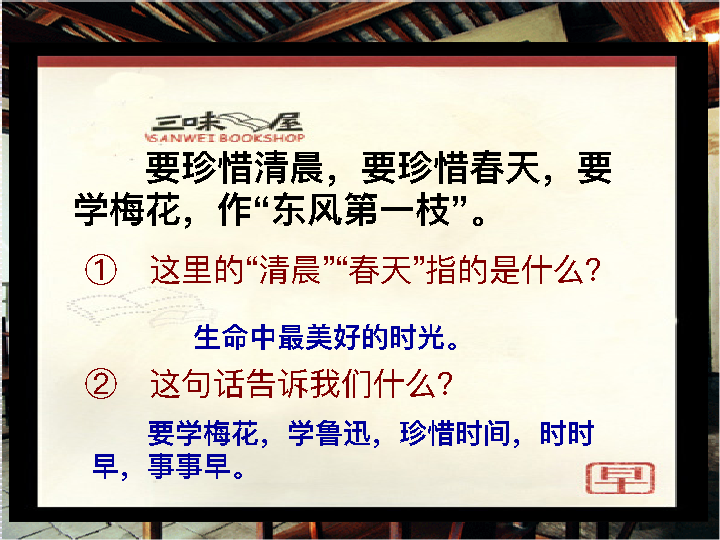 三味屋
SANWEI BOOKSHOP
要珍惜清晨，要珍惜春天，要
学梅花，作“东风第一枝”。
① 这里的“清晨”“春天”指的是什么？
生命中最美好的时光。
② 这句话告诉我们什么？
要学梅花，学鲁迅，珍惜时间，时时
早，事事早。
早